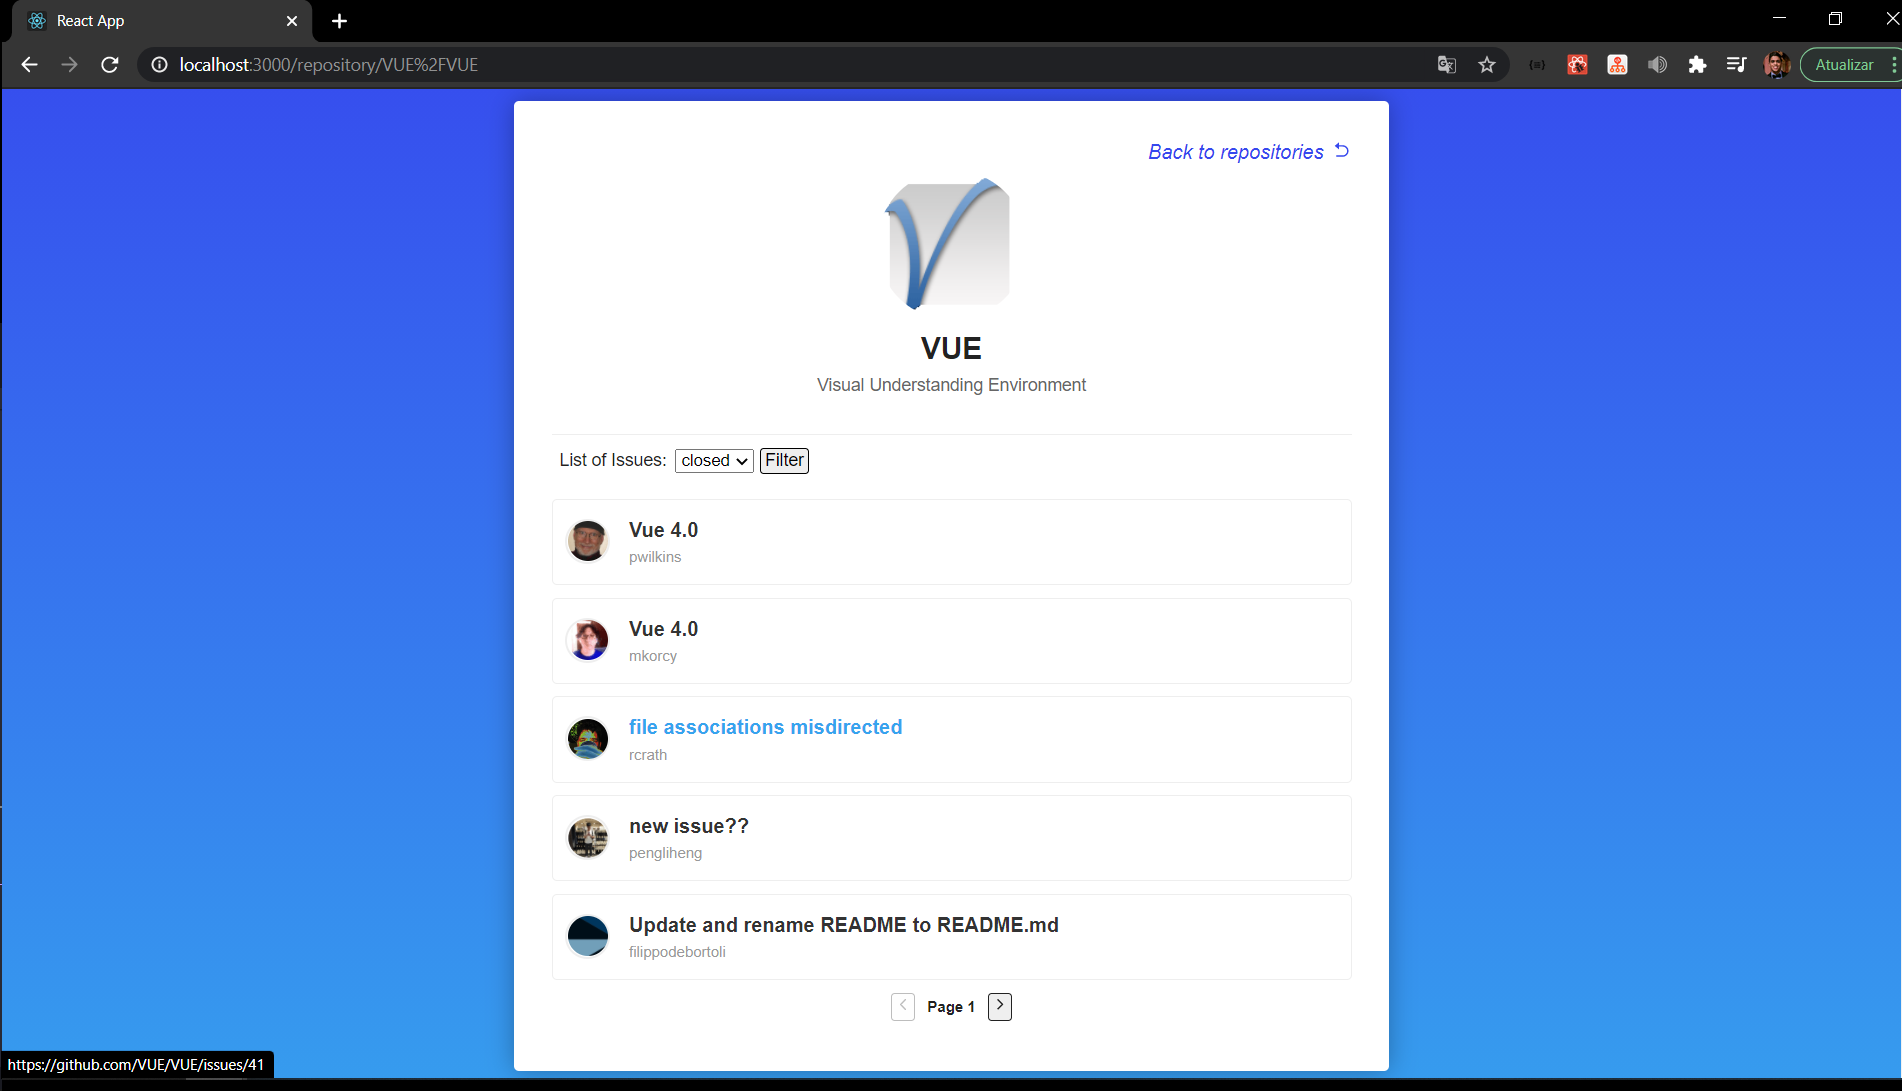 React App
localhost:3000/repository/VUE%2FVUE
Atualizar
Back to repositories
VUE
Visual Understanding Environment
List of Issues: closed Filter
Vue 4.0
pwilkins
Vue 4.0
mkorcy
file associations misdirected
rcrath
new issue??
pengliheng
Update and rename README to README.md
filippodebortoli
Page 1
https://github.com/VUE/VUE/issues/41